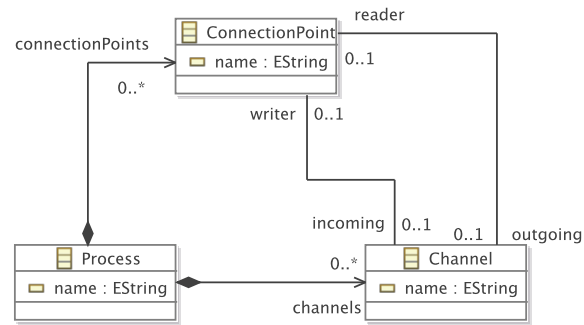 reader
connectionPoints
ConnectionPoint
name : EString
0..1
0..*
writer
0..1
incoming
0..1
0..1
outgoing
Process
0..*
Channel
name : EString
name : EString
channels